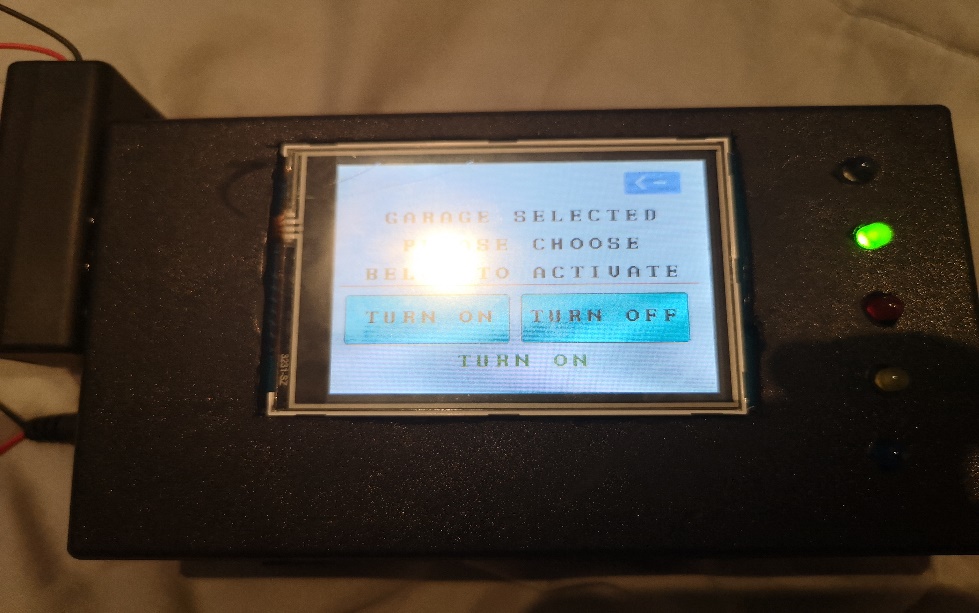 GARAGE SELECTED
CHOOSE
TO ACTIVATE
TURN ON TURN OFF
TURN ON